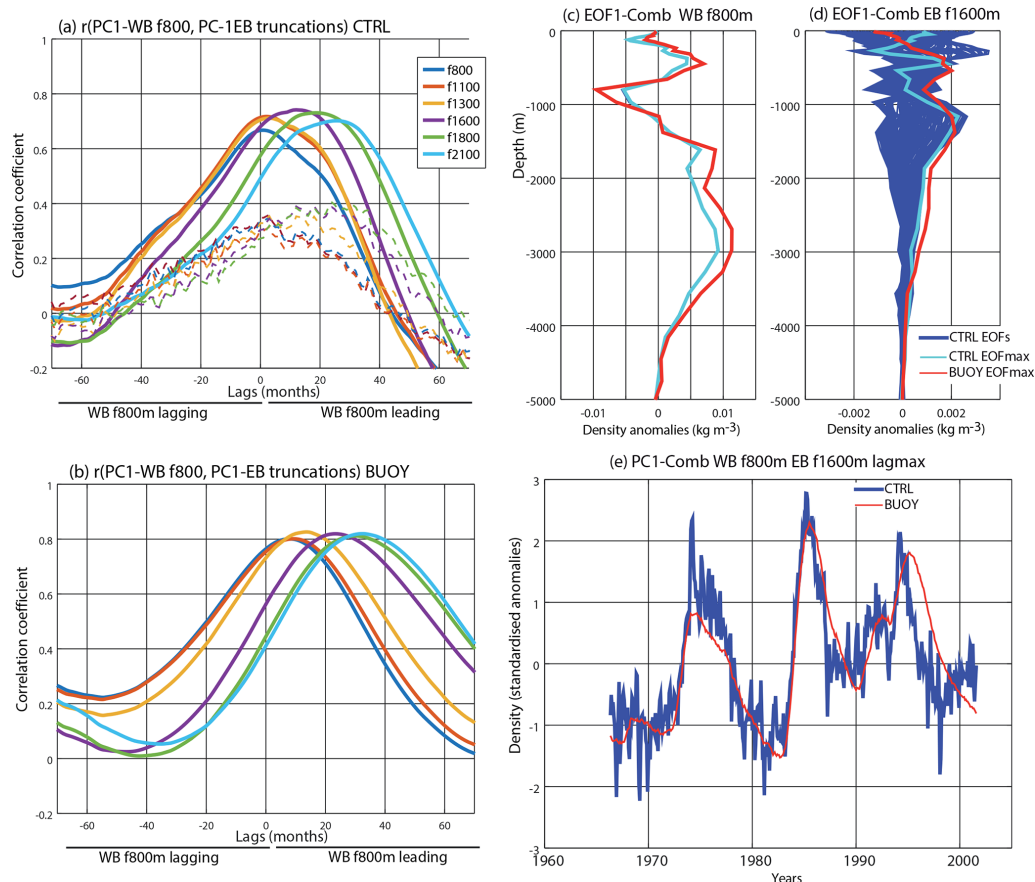 (a) r(PC1-WB f800, PC-1EB truncations) CTRL
1
0.8
0.6
0.4
0.2
0
-0.2
Correlation coefficient
f800
f1100
f1300
f1600
f1800
f2100
-60
-40
-20
0
20
40
60
Lags (months)
WB f800m lagging
WB f800m leading
(b) r(PC1-WB f800, PC1-EB truncations) BUOY
1
0.8
0.6
0.4
0.2
0
-0.2
Correlation coefficient
-60
-40
-20
0
20
40
60
Lags (months)
WB f800m lagging
WB f800m leading
(c) EOF1-Comb WB f800m
0
-1000
-2000
-3000
-4000
-5000
Depth (m)
-0.01
0
0.01
Density anomalies (kg m-3)
(d) EOF1-Comb EB f1600m
0
-1000
-2000
-3000
-4000
-5000
CTRL EOFs
CTRL EOFmax
BUOY EOFmax
-0.002
0
0.002
Density anomalies (kg m-3)
(e) PC1-Comb WB f800m EB f1600m lagmax
3
2
1
0
-1
-2
-3
Density (standardised anomalies)
CTRL
BUOY
1960
1970
1980
1990
2000
Years